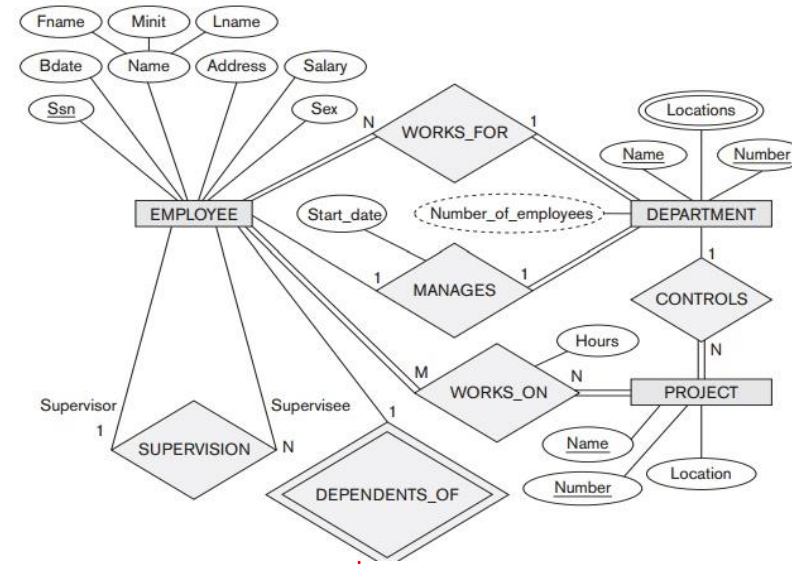 Fname Minit Lname
Bdate Name Address Salary
Ssn Sex
N WORKS_FOR 1
Locations
Name Number
EMPLOYEE Start_date Number_of_employees DEPARTMENT
1 MANAGES 1
1
CONTROLS
N
Hours
M WORKS_ON N PROJECT
Supervisor Supervisee
1 SUPERVISION N
1
Name Location
Number
DEPENDENTS_OF